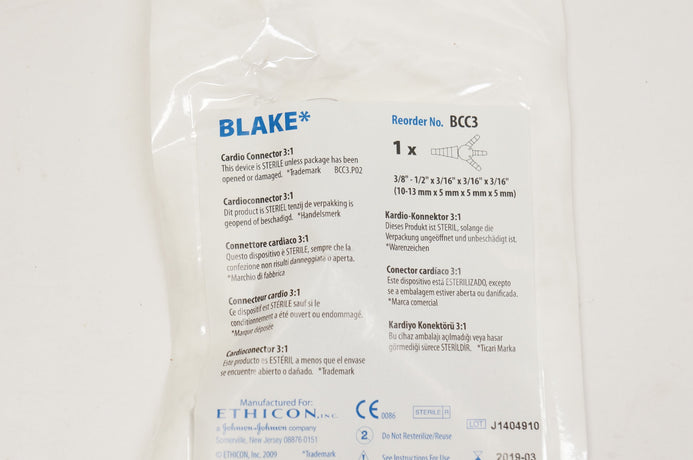 BLAKE*
Cardio Connector 3:1
This device is STERILE unless package has been
opened or damaged. *Trademark BCC3.P02
Cardioconnector 3:1
Dit product is STERIEL tenzij de verpakking is
geopend of beschadigd. *Handelsmerk
Connettore cardiaco 3:1
Questo dispositivo è STERILE, sempre che la
confezione non risulti danneggiata o aperta.
*Marchio di fabbrica
Connecteur cardio 3:1
Ce dispositif est STÉRILE sauf si le
conditionnement a été ouvert ou endommagé.
*Marque déposée
Cardioconector 3:1
Este producto es ESTÉRIL a menos que el envase
se encuentre abierto o dañado. *Trademark
Reorder No. BCC3
1 x
3/8" - 1/2" x 3/16" x 3/16" x 3/16"
(10-13 mm x 5 mm x 5 mm x 5 mm)
Kardio-Konnektor 3:1
Dieses Produkt ist STERIL, solange die
Verpackung ungeöffnet und unbeschädigt ist.
*Warenzeichen
Conector cardíaco 3:1
Este dispositivo está ESTERILIZADO, excepto
se a embalagem estiver aberta ou danificada.
*Marca comercial
Kardiyo Konektörü 3:1
Bu cihaz ambalajı açılmadığı veya hasar
görmediği sürece STERİLDİR. *Ticari Marka
Manufactured For:
ETHICON, INC.
a Johnson & Johnson company
Somerville, New Jersey 08876 0151
© ETHICON, Inc. 2009 *Trademark
CE 0086
STERILE R
LOT J1404910
2 Do Not Resterilize/Reuse
See Instructions For Use
2019-03